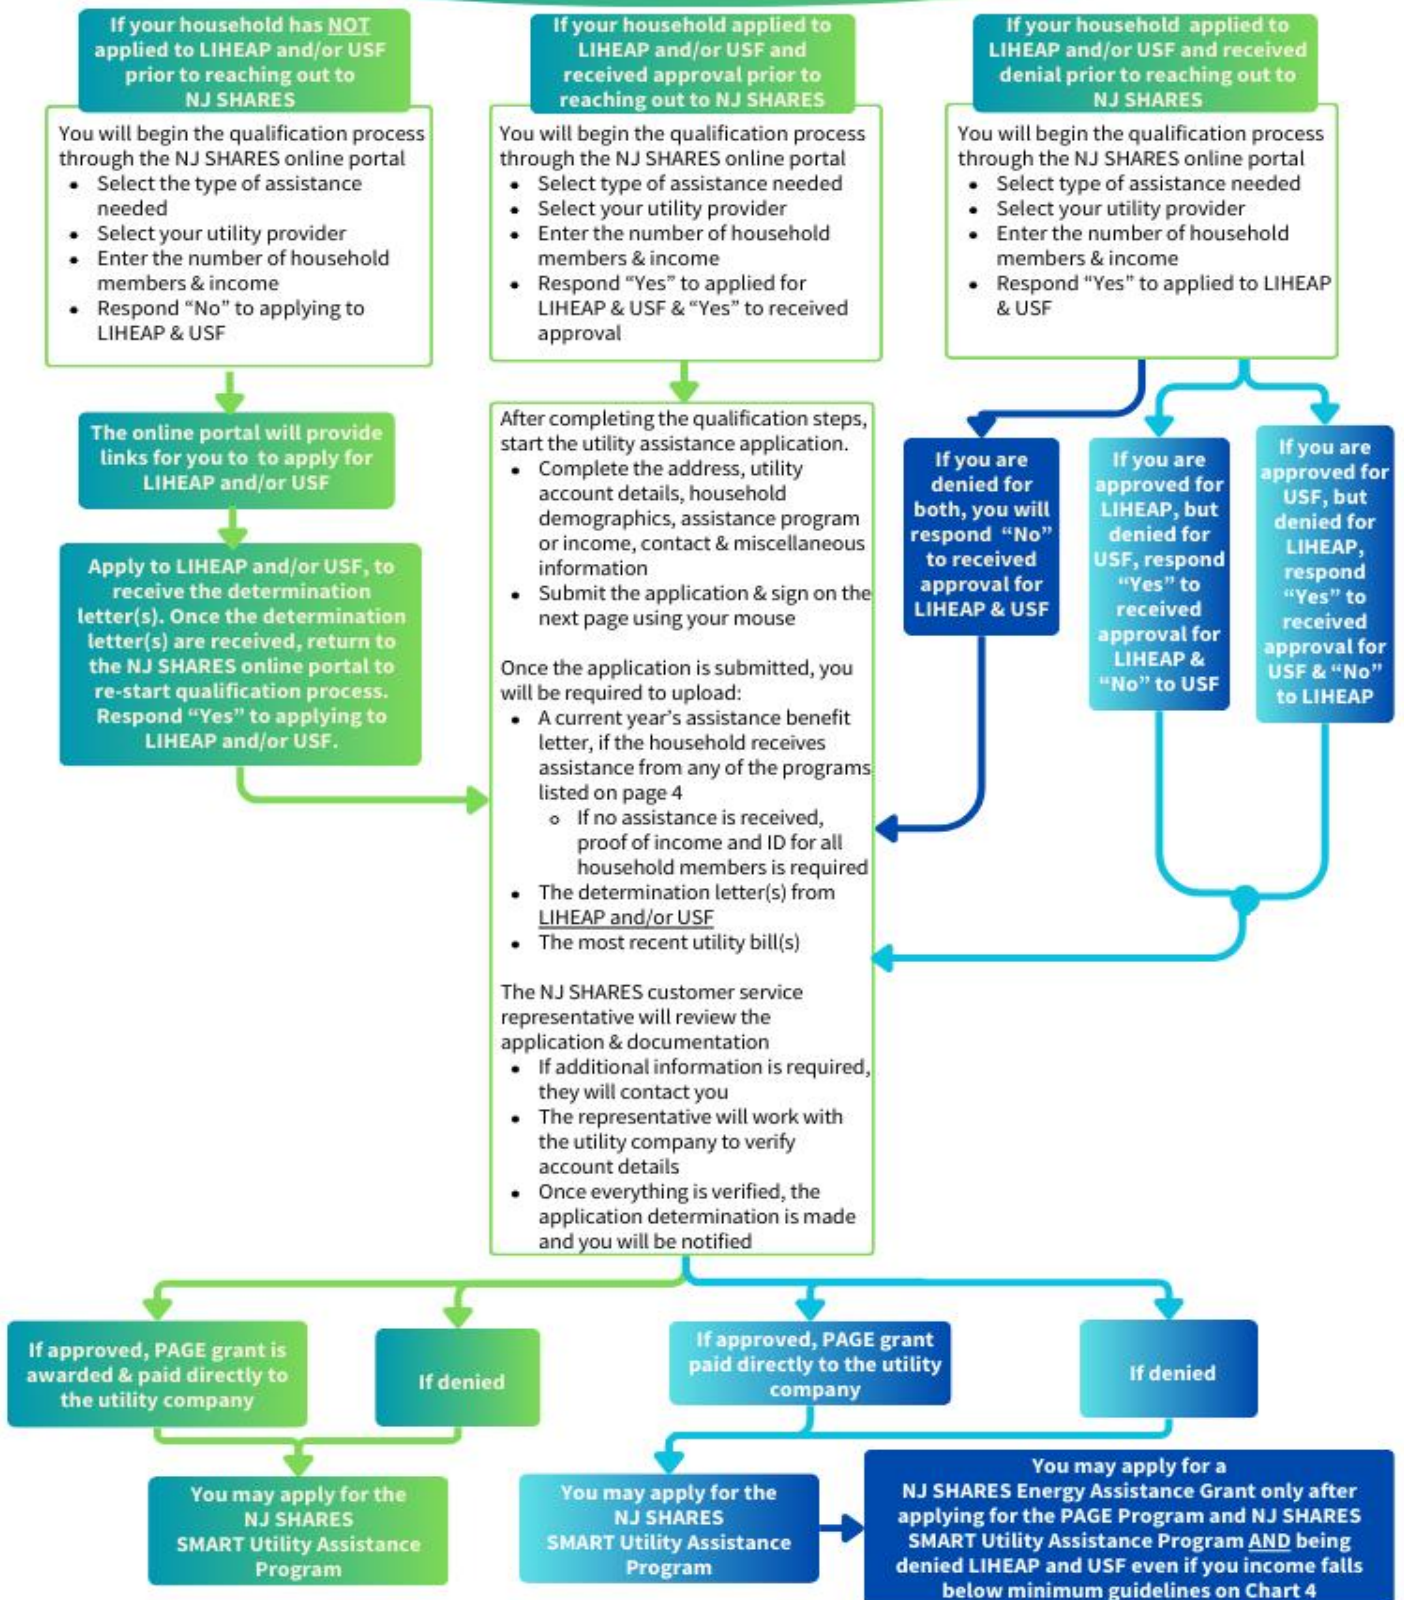 If your household has NOT
applied to LIHEAP and/or USF
prior to reaching out to
NJ SHARES
You will begin the qualification process
through the NJ SHARES online portal
• Select the type of assistance
needed
• Select your utility provider
• Enter the number of household
members & income
• Respond “No” to applying to
LIHEAP & USF
The online portal will provide
links for you to to apply for
LIHEAP and/or USF
Apply to LIHEAP and/or USF, to
receive the determination
letter(s). Once the determination
letter(s) are received, return to
the NJ SHARES online portal to
re-start qualification process.
Respond “Yes” to applying to
LIHEAP and/or USF.
If your household applied to
LIHEAP and/or USF and
received approval prior to
reaching out to NJ SHARES
You will begin the qualification process
through the NJ SHARES online portal
• Select type of assistance needed
• Select your utility provider
• Enter the number of household
members & income
• Respond “Yes” to applied for
LIHEAP & USF & “Yes” to received
approval
After completing the qualification steps,
start the utility assistance application.
• Complete the address, utility
account details, household
demographics, assistance program
or income, contact & miscellaneous
information
• Submit the application & sign on the
next page using your mouse
Once the application is submitted, you
will be required to upload:
• A current year’s assistance benefit
letter, if the household receives
assistance from any of the programs
listed on page 4
o If no assistance is received,
proof of income and ID for all
household members is required
• The determination letter(s) from
LIHEAP and/or USF
• The most recent utility bill(s)
The NJ SHARES customer service
representative will review the
application & documentation
• If additional information is required,
they will contact you
• The representative will work with
the utility company to verify
account details
• Once everything is verified, the
application determination is made
and you will be notified
If your household applied to
LIHEAP and/or USF and received
denial prior to reaching out to
NJ SHARES
You will begin the qualification process
through the NJ SHARES online portal
• Select type of assistance needed
• Select your utility provider
• Enter the number of household
members & income
• Respond “Yes” to applied to LIHEAP
& USF
If you are
denied for
both, you will
respond “No”
to received
approval for
LIHEAP & USF
If you are
approved for
LIHEAP, but
denied for
USF, respond
“Yes” to
received
approval for
LIHEAP &
“No” to USF
If you are
approved for
USF, but
denied for
LIHEAP,
respond
“Yes” to
received
approval for
USF & “No”
to LIHEAP
If approved, PAGE grant is
awarded & paid directly to
the utility company
If denied
You may apply for the
NJ SHARES
SMART Utility Assistance
Program
If approved, PAGE grant
paid directly to the utility
company
If denied
You may apply for the
NJ SHARES
SMART Utility Assistance
Program
You may apply for a
NJ SHARES Energy Assistance Grant only after
applying for the PAGE Program and NJ SHARES
SMART Utility Assistance Program AND being
denied LIHEAP and USF even if you income falls
below minimum guidelines on Chart 4